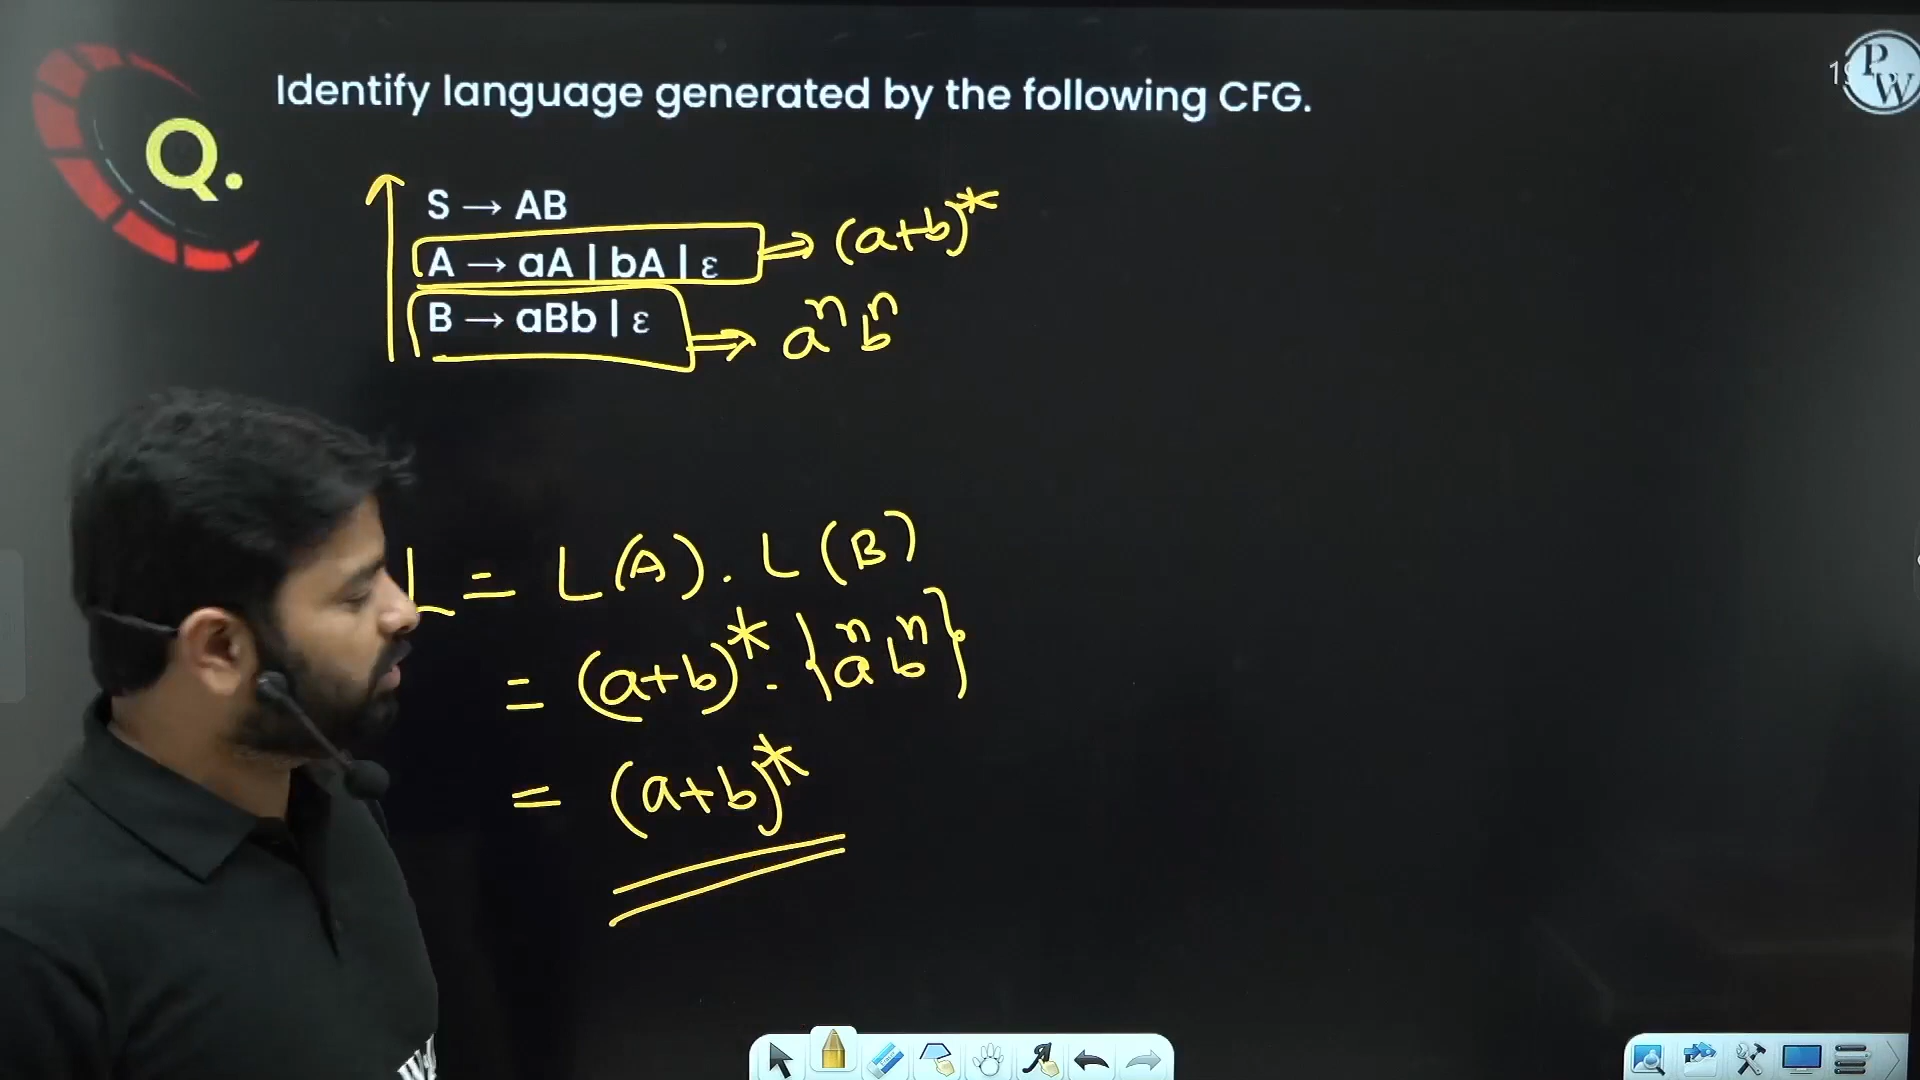 Identify language generated by the following CFG.
PW
Q.
S → AB
A → aA | bA | ε ⇒ (a+b)*
B → aBb | ε ⇒ aⁿbⁿ
L = L(A) . L(B)
= (a+b)* . {aⁿbⁿ}
= (a+b)*